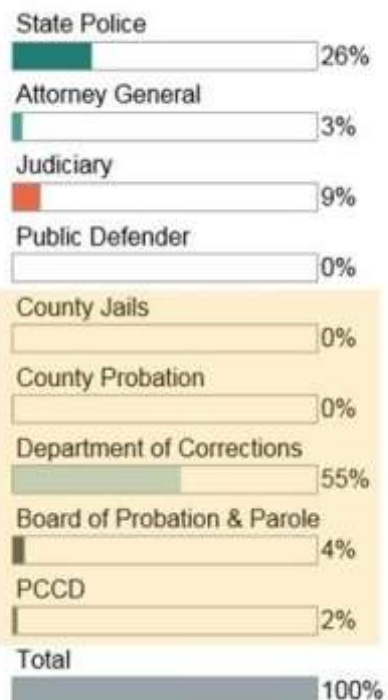 State Police
26%
Attorney General
3%
Judiciary
9%
Public Defender
0%
County Jails
0%
County Probation
0%
Department of Corrections
55%
Board of Probation & Parole
4%
PCCD
2%
Total
100%